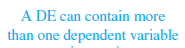 A DE can contain more
than one dependent variable